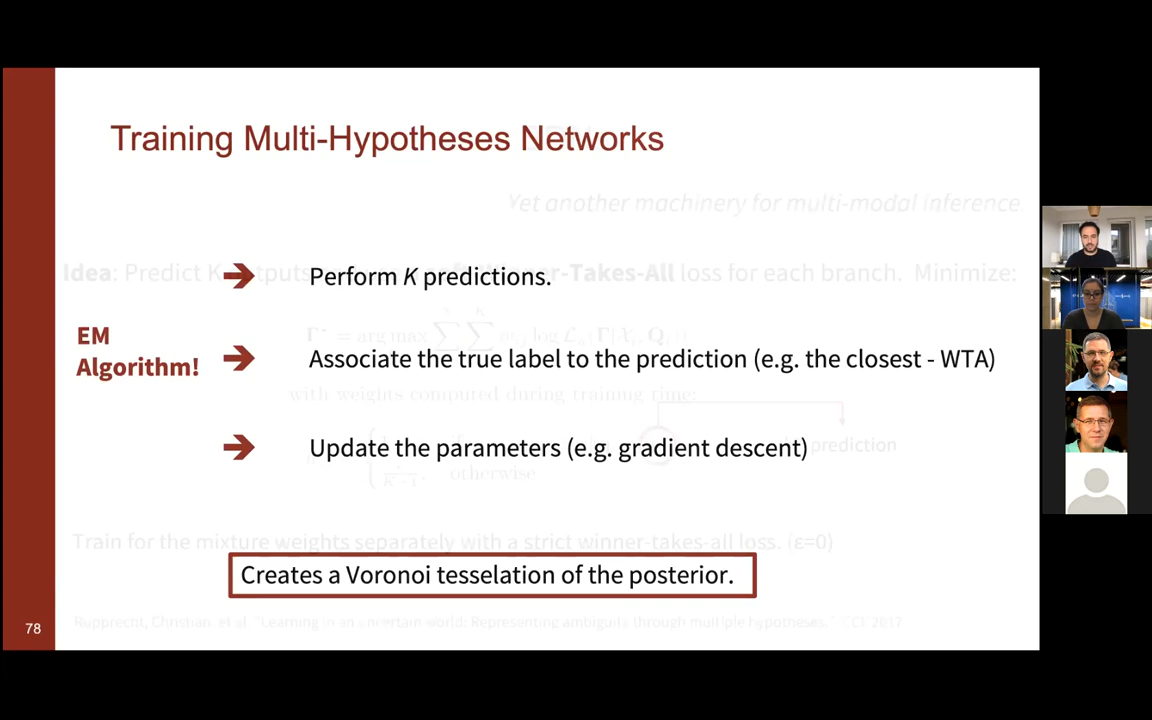 Training Multi-Hypotheses Networks
Yet another machinery for multi-modal inference
Idea: Predict K outputs Winner-Takes-All loss for each branch. Minimize:
Perform K predictions.
EM
Algorithm!
Associate the true label to the prediction (e.g. the closest - WTA)
with weights computed during training time:
Update the parameters (e.g. gradient descent)
prediction
otherwise
Train for the mixture weights separately with a strict winner-takes-all loss. (ε=0)
Creates a Voronoi tesselation of the posterior.
78
Rupprecht, Christian, et al. "Learning in an uncertain world: Representing ambiguity through multiple hypotheses." 2017